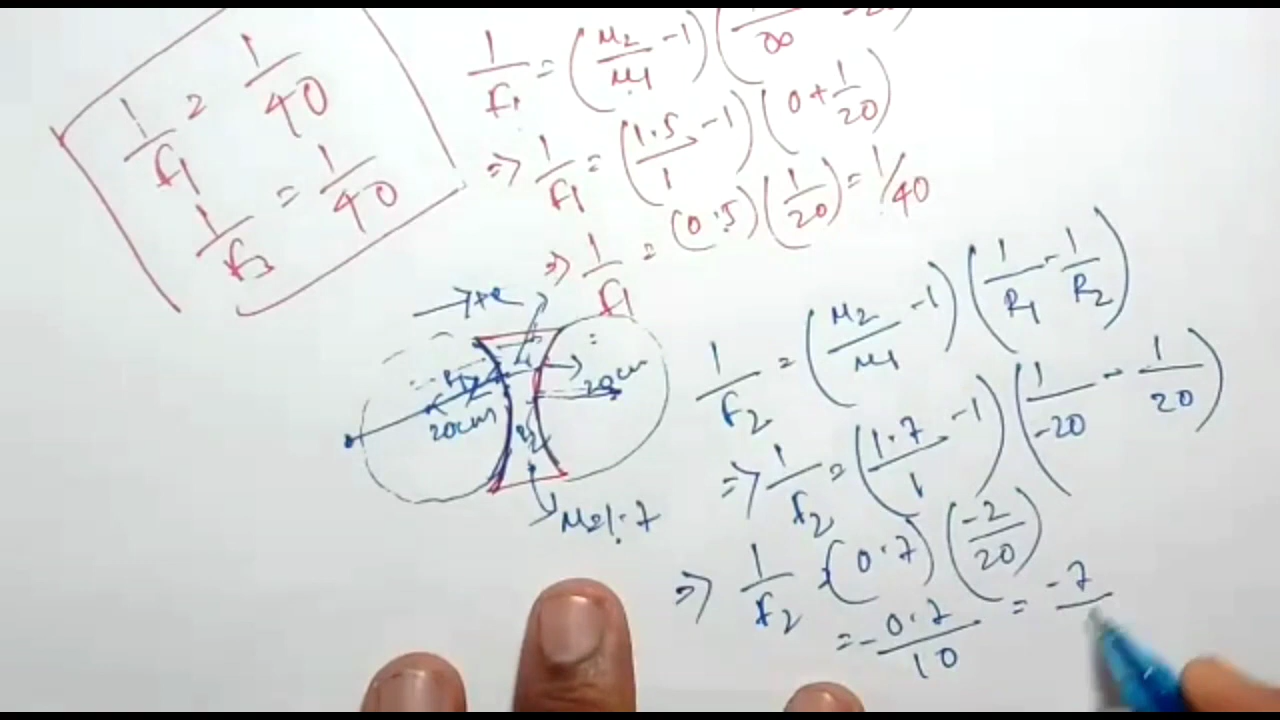 1/f₁ = 1/40
1/f₃ = 1/40
1/f₁ = (μ₂/μ₁ - 1)(1/∞
⇒ 1/f₁ = (1.5/1 - 1)(0 + 1/20)
⇒ 1/f₁ = (0.5)(1/20) = 1/40
→ +ve
20cm
20cm
μ=1.7
1/f₂ = (μ₂/μ₁ - 1)(1/R₁ - 1/R₂)
⇒ 1/f₂ = (1.7/1 - 1)(1/-20 - 1/20)
⇒ 1/f₂ = (0.7)(-2/20)
= -0.7/10 = -7/